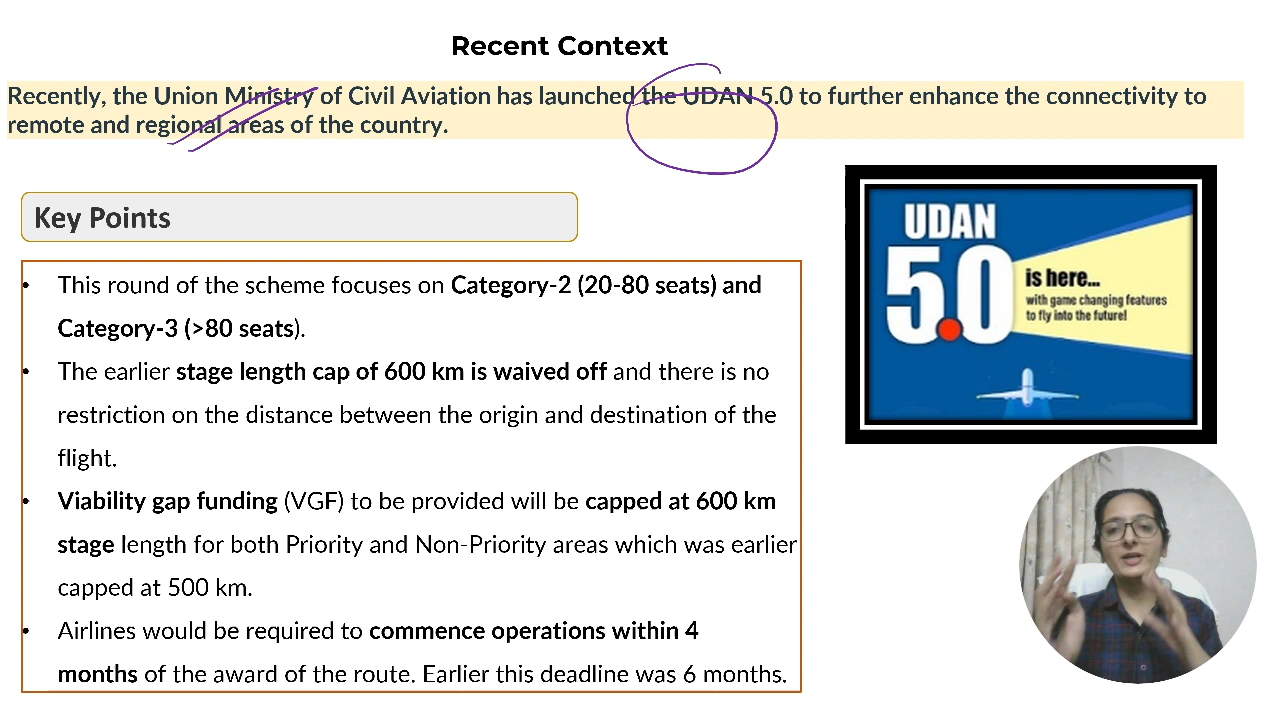 Recent Context
Recently, the Union Ministry of Civil Aviation has launched the UDAN 5.0 to further enhance the connectivity to
remote and regional areas of the country.
Key Points
• This round of the scheme focuses on Category-2 (20-80 seats) and
Category-3 (>80 seats).
• The earlier stage length cap of 600 km is waived off and there is no
restriction on the distance between the origin and destination of the
flight.
• Viability gap funding (VGF) to be provided will be capped at 600 km
stage length for both Priority and Non-Priority areas which was earlier
capped at 500 km.
• Airlines would be required to commence operations within 4
months of the award of the route. Earlier this deadline was 6 months.
UDAN
5.0
is here...
with game changing features
to fly into the future!